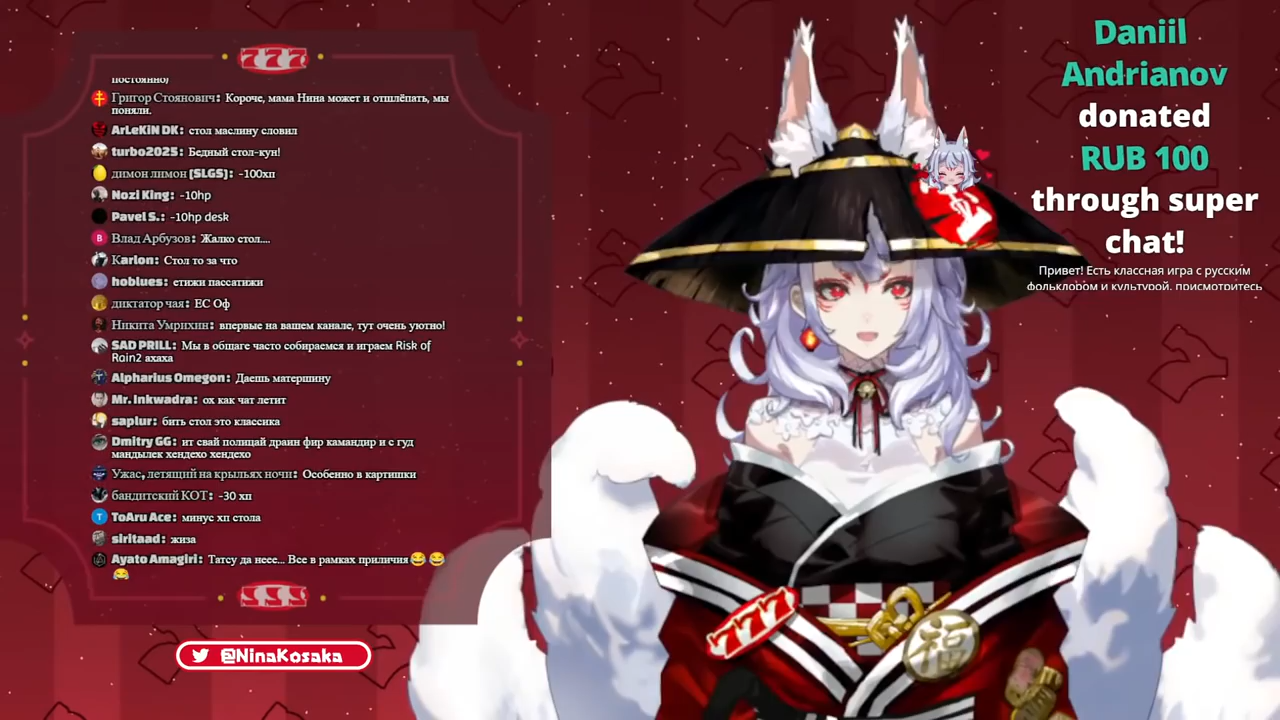 777
постоянно)
Григор Стоянович: Короче, мама Нина может и отшлёпать, мы
поняли.
ArLeKiN DK: стол маслину словил
turbo2025: Бедный стол-кун!
димон лимон [SLGS]: -100хп
Nozi King: -10hp
Pavel S.: -10hp desk
Влад Арбузов: Жалко стол....
Karlon: Стол то за что
hoblues: етижи пассатижи
диктатор чая: ЕС Оф
Никита Умрихин: впервые на вашем канале, тут очень уютно!
SAD PRILL: Мы в общаге часто собираемся и играем Risk of
Rain2 ахаха
Alpharius Omegon: Даешь матершину
Mr. Inkwadra: ох как чат летит
saplur: бить стол это классика
Dmitry GG: ит свай полицай драин фир камандир и с гуд
мандылек хендехо хендехо
Ужас, летящий на крыльях ночи: Особенно в картишки
бандитский КОТ: -30 хп
ToAru Ace: минус хп стола
siritaad: жиза
Ayato Amagiri: Татсу да неее... Все в рамках приличия😂 😂
😂
@NinaKosaka
Daniil
Andrianov
donated
RUB 100
through super
chat!
Привет! Есть классная игра с русским
фольклором и культурой. присмотритесь
777
福